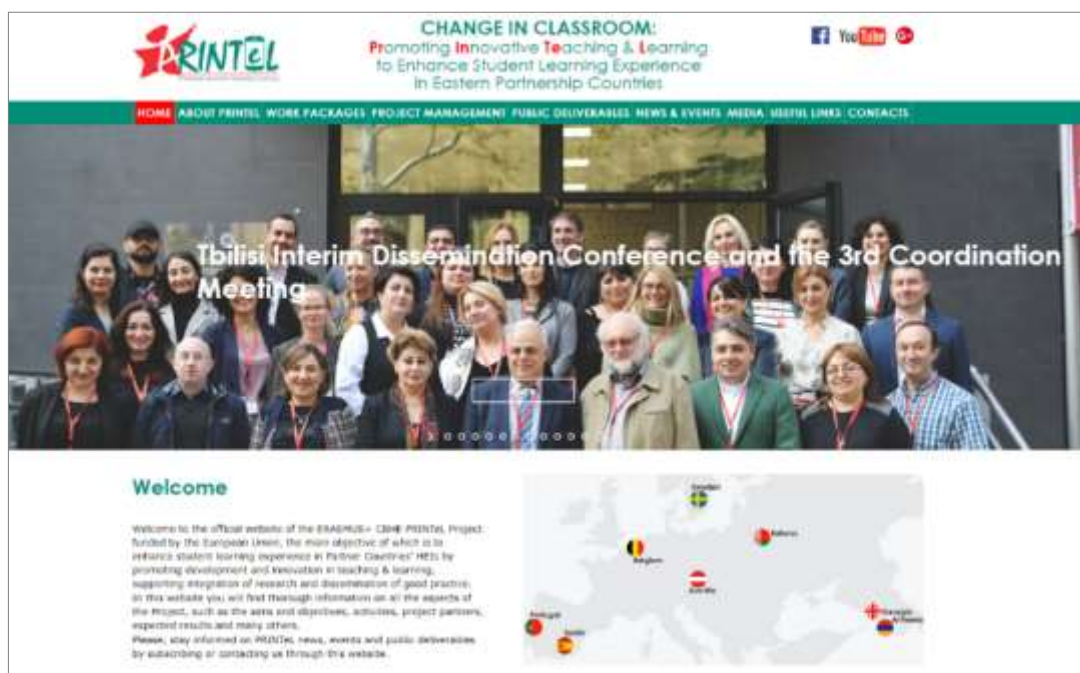 PRINTeL
CHANGE IN CLASSROOM:
Promoting Innovative Teaching & Learning
to Enhance Student Learning Experience
in Eastern Partnership Countries
YouTube
G+
HOME ABOUT PRINTEL WORK PACKAGES PROJECT MANAGEMENT PUBLIC DELIVERABLES NEWS & EVENTS MEDIA USEFUL LINKS CONTACTS
Tbilisi Interim Dissemination Conference and the 3rd Coordination
Meeting
Welcome
Welcome to the official website of the ERASMUS+ CBHE PRINTeL Project
funded by the European Union, the main objective of which is to
enhance student learning experience in Partner Countries' HEIs by
promoting development and innovation in teaching & learning,
supporting integration of research and dissemination of good practice.
In this website you will find thorough information on all the aspects of
the Project, such as the aims and objectives, activities, project partners,
expected results and many others.
Please, stay informed on PRINTeL news, events and public deliverables
by subscribing or contacting us through this website.
Sweden
Belarus
Belgium
Austria
Portugal
Spain
Georgia
Armenia